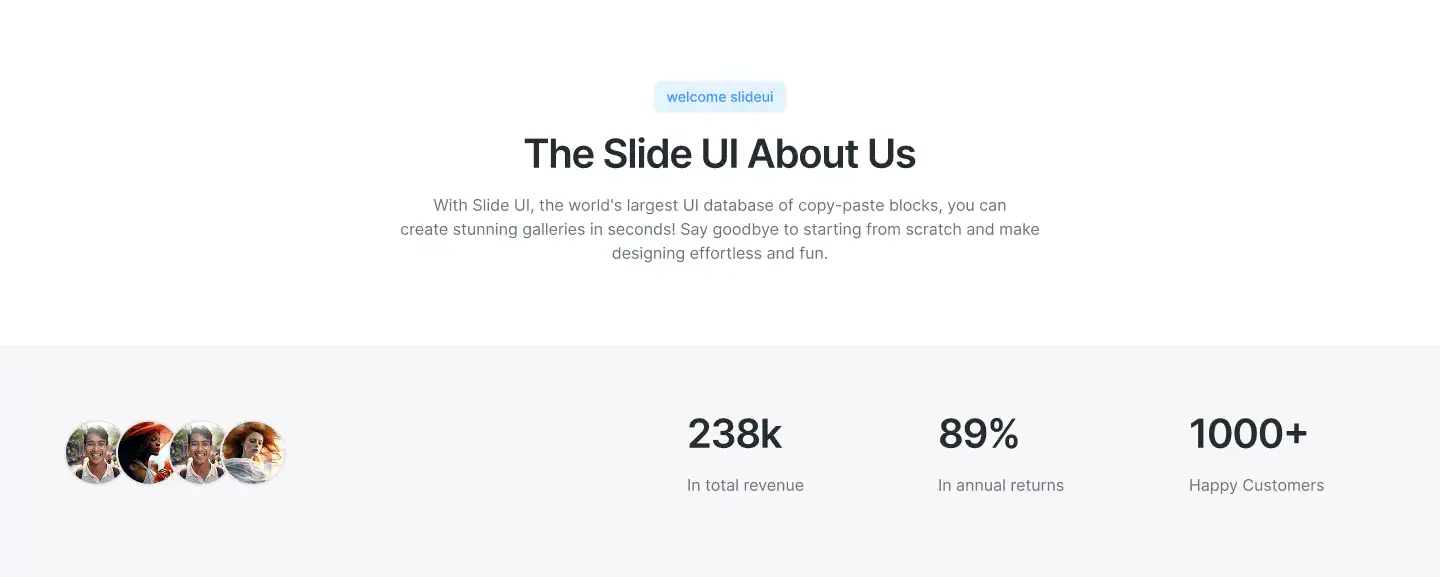 welcome slideui
The Slide UI About Us
With Slide UI, the world's largest UI database of copy-paste blocks, you can
create stunning galleries in seconds! Say goodbye to starting from scratch and make
designing effortless and fun.
238k
In total revenue
89%
In annual returns
1000+
Happy Customers